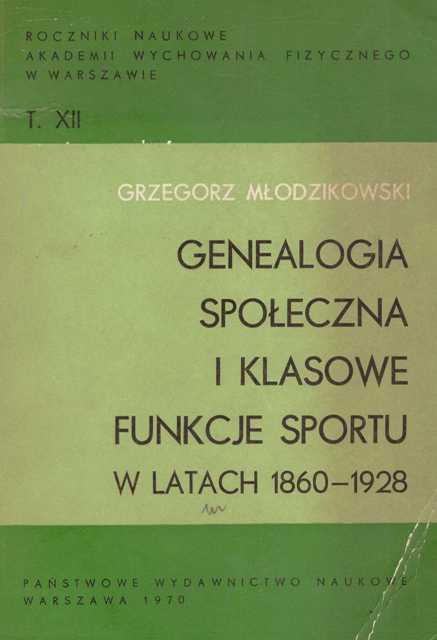 ROCZNIKI NAUKOWE
AKADEMII WYCHOWANIA FIZYCZNEGO
W WARSZAWIE
T. XII
GRZEGORZ MŁODZIKOWSKI
GENEALOGIA
SPOŁECZNA
I KLASOWE
FUNKCJE SPORTU
W LATACH 1860–1928
PAŃSTWOWE WYDAWNICTWO NAUKOWE
WARSZAWA 1970